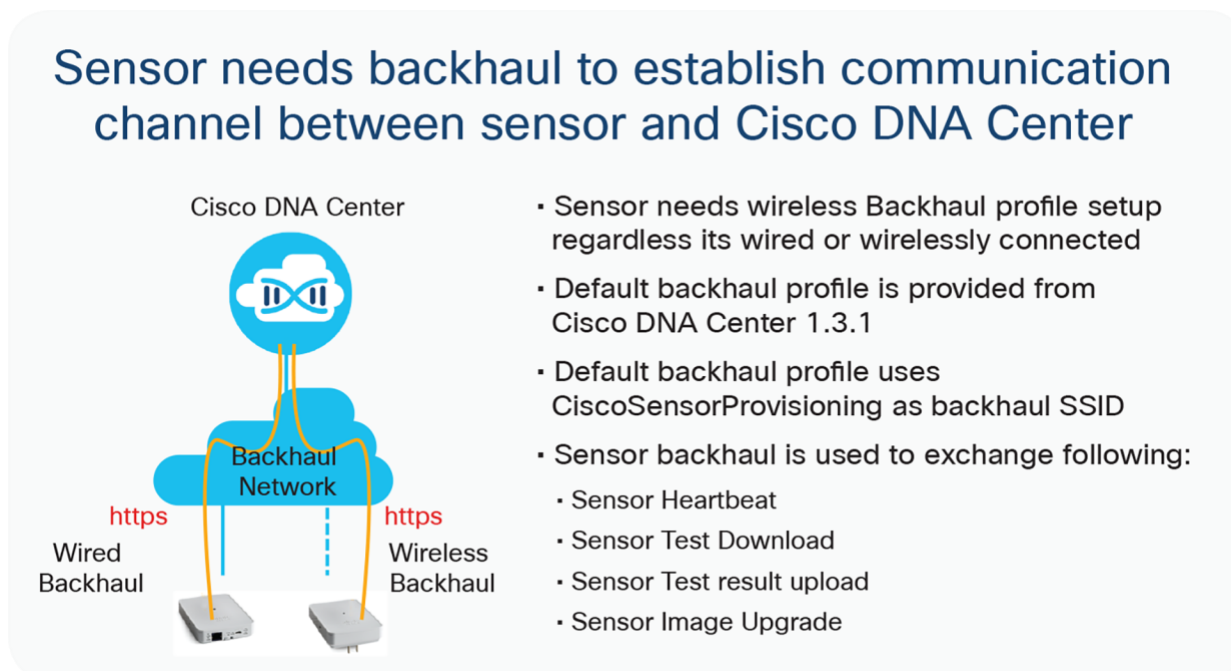 Sensor needs backhaul to establish communication
channel between sensor and Cisco DNA Center
Cisco DNA Center
Backhaul
Network
https
https
Wired
Backhaul
Wireless
Backhaul
· Sensor needs wireless Backhaul profile setup
regardless its wired or wirelessly connected
· Default backhaul profile is provided from
Cisco DNA Center 1.3.1
· Default backhaul profile uses
CiscoSensorProvisioning as backhaul SSID
· Sensor backhaul is used to exchange following:
· Sensor Heartbeat
· Sensor Test Download
· Sensor Test result upload
· Sensor Image Upgrade